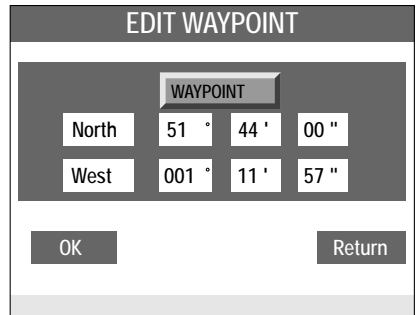 EDIT WAYPOINT
WAYPOINT
North 51 ° 44 ' 00 "
West 001 ° 11 ' 57 "
OK Return